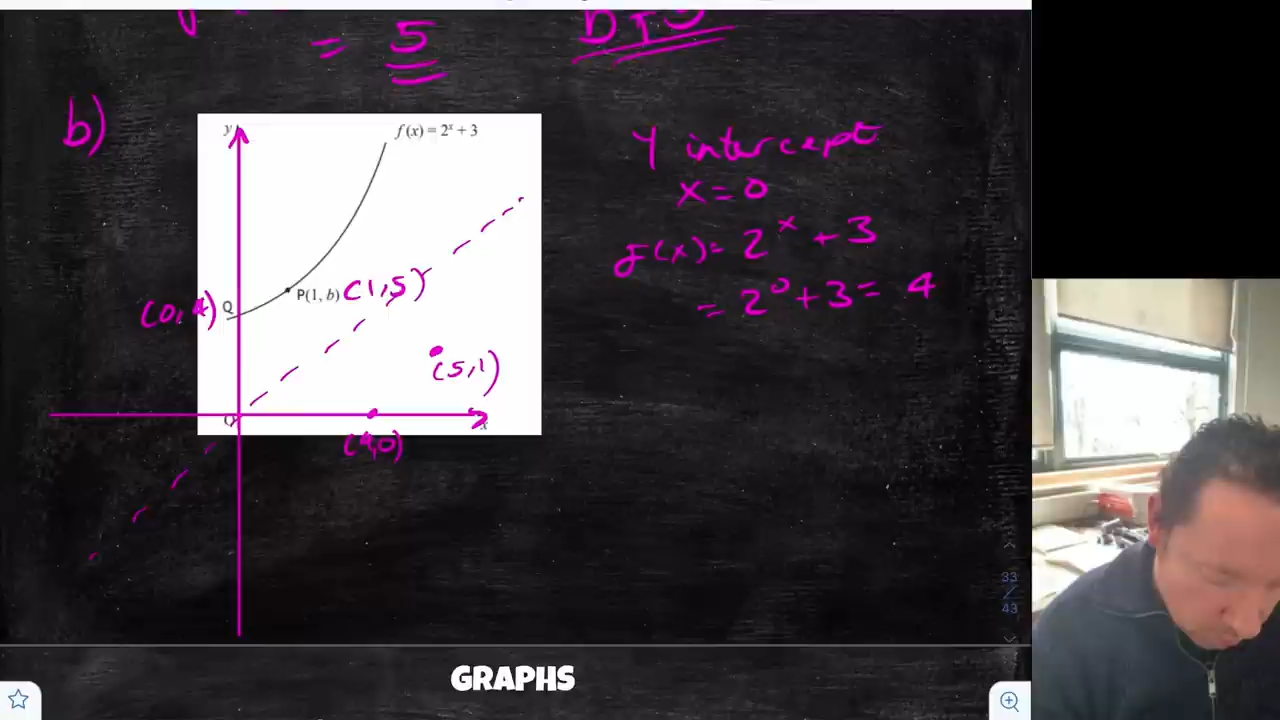 = 5
b)
y
f(x) = 2ˣ + 3
Y intercept
x = 0
f(x) = 2ˣ + 3
= 2⁰ + 3 = 4
(0,4) Q
P(1, b) (1,5)
(5,1)
O
x
(4,0)
33
/
43
GRAPHS